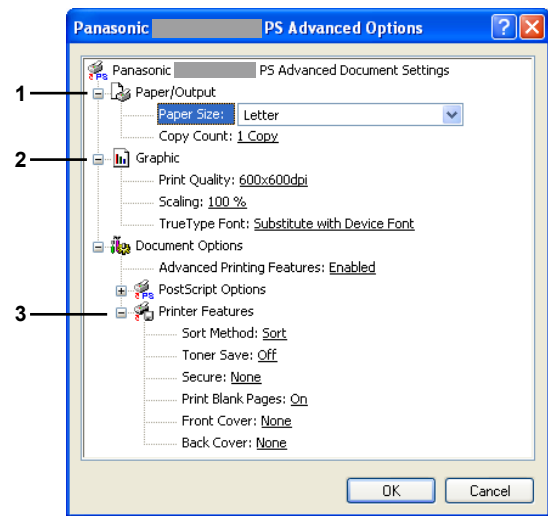 Panasonic PS Advanced Options
Panasonic PS Advanced Document Settings
1 Paper/Output
Paper Size: Letter
Copy Count: 1 Copy
2 Graphic
Print Quality: 600x600dpi
Scaling: 100 %
TrueType Font: Substitute with Device Font
Document Options
Advanced Printing Features: Enabled
PostScript Options
3 Printer Features
Sort Method: Sort
Toner Save: Off
Secure: None
Print Blank Pages: On
Front Cover: None
Back Cover: None
OK Cancel